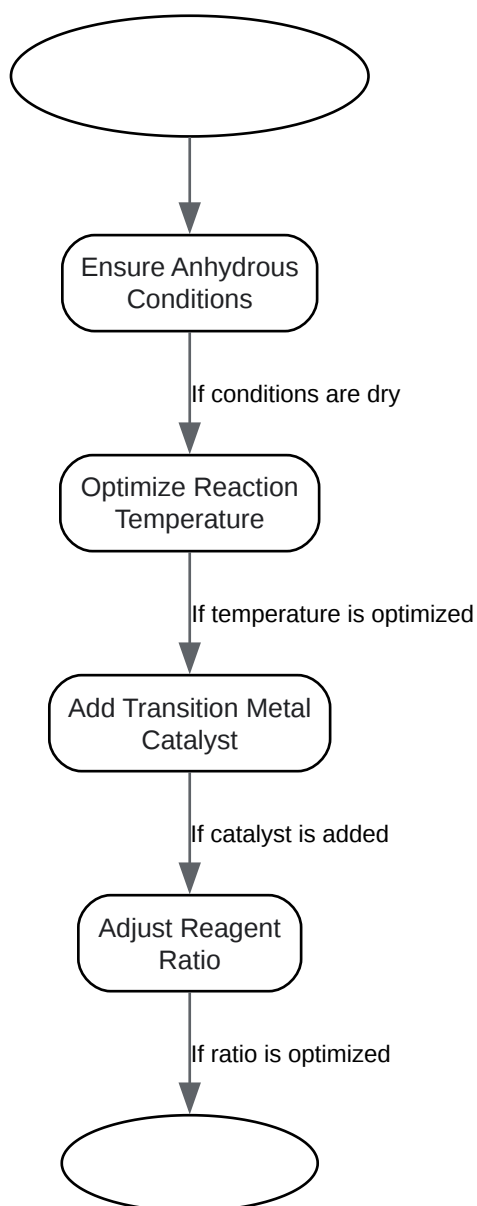 Ensure Anhydrous
Conditions
If conditions are dry
Optimize Reaction
Temperature
If temperature is optimized
Add Transition Metal
Catalyst
If catalyst is added
Adjust Reagent
Ratio
If ratio is optimized